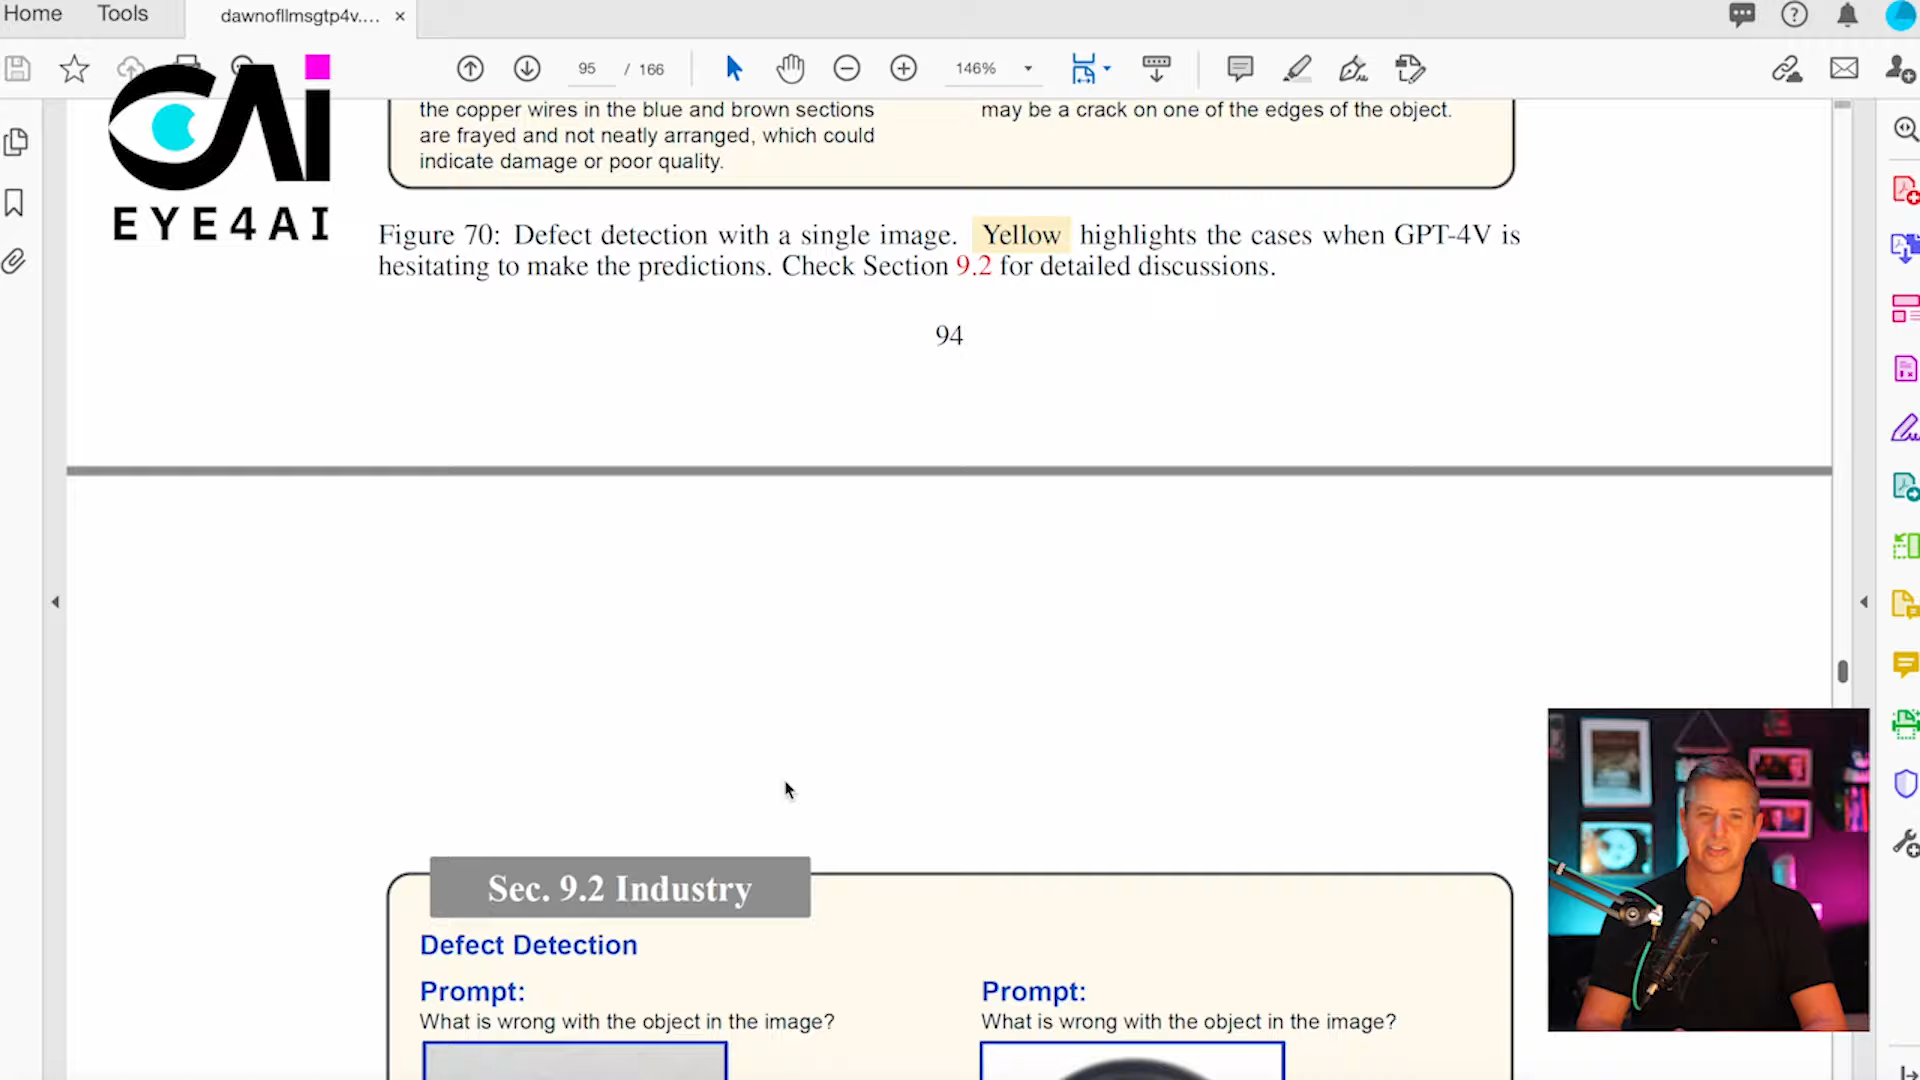 Home Tools dawnofllmsgtp4v....
95 / 166 146%
EYE4AI
the copper wires in the blue and brown sections
are frayed and not neatly arranged, which could
indicate damage or poor quality.
may be a crack on one of the edges of the object.
Figure 70: Defect detection with a single image. Yellow highlights the cases when GPT-4V is
hesitating to make the predictions. Check Section 9.2 for detailed discussions.
94
Sec. 9.2 Industry
Defect Detection
Prompt:
What is wrong with the object in the image?
Prompt:
What is wrong with the object in the image?